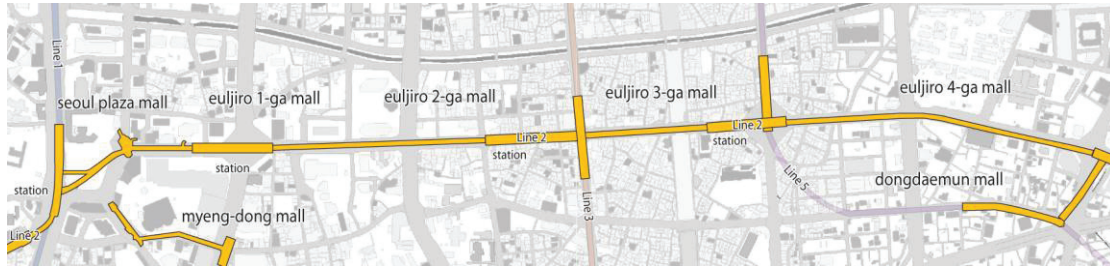 Line 1
seoul plaza mall
euljiro 1-ga mall
euljiro 2-ga mall
euljiro 3-ga mall
euljiro 4-ga mall
Line 2
Line 2
station
station
station
station
Line 5
dongdaemun mall
myeng-dong mall
Line 3
Line 2